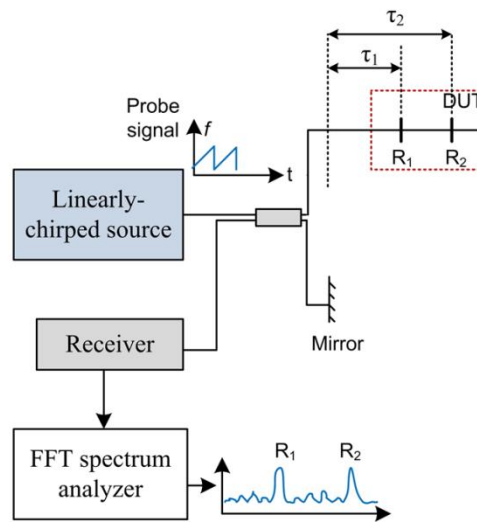 τ2
τ1
DUT
Probe
signal
f
t
R1
R2
Linearly-
chirped source
Mirror
Receiver
FFT spectrum
analyzer
R1
R2